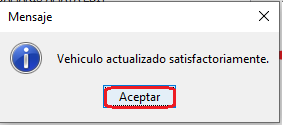 Mensaje
Vehiculo actualizado satisfactoriamente.
Aceptar